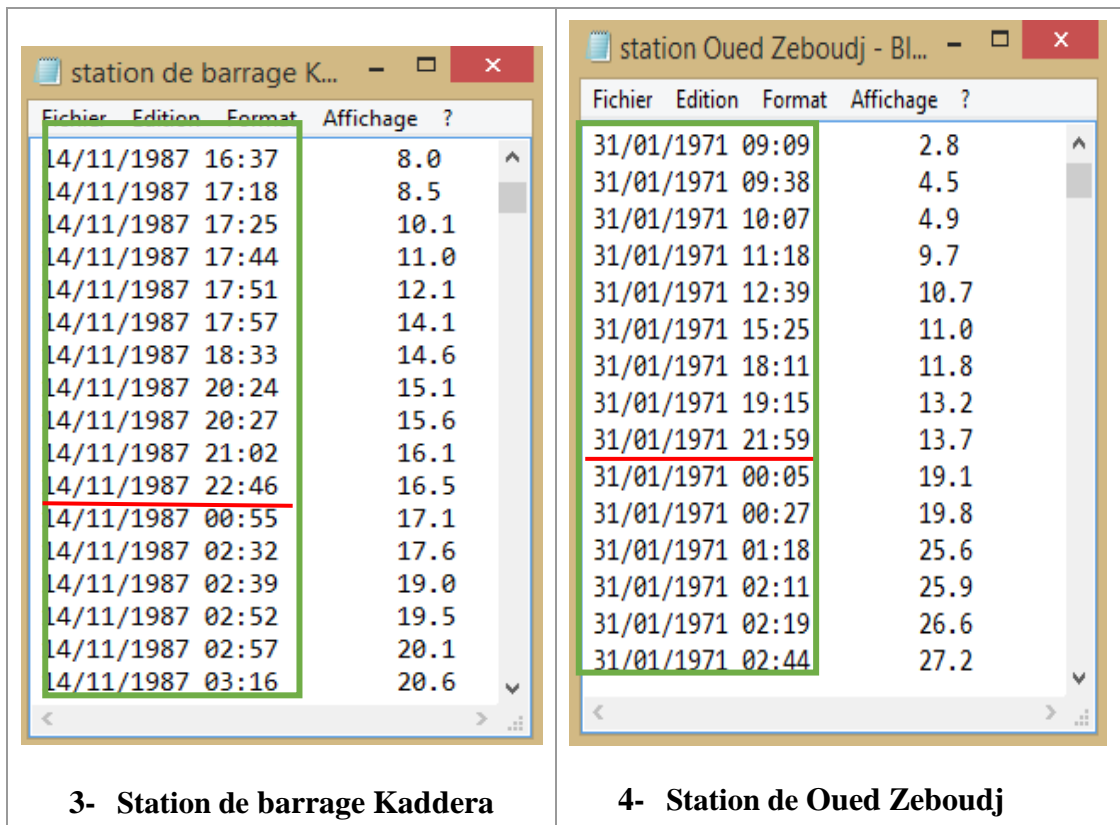 station de barrage K...
Fichier Edition Format Affichage ?
14/11/1987 16:37 8.0
14/11/1987 17:18 8.5
14/11/1987 17:25 10.1
14/11/1987 17:44 11.0
14/11/1987 17:51 12.1
14/11/1987 17:57 14.1
14/11/1987 18:33 14.6
14/11/1987 20:24 15.1
14/11/1987 20:27 15.6
14/11/1987 21:02 16.1
14/11/1987 22:46 16.5
14/11/1987 00:55 17.1
14/11/1987 02:32 17.6
14/11/1987 02:39 19.0
14/11/1987 02:52 19.5
14/11/1987 02:57 20.1
14/11/1987 03:16 20.6
3- Station de barrage Kaddera
station Oued Zeboudj - Bl...
Fichier Edition Format Affichage ?
31/01/1971 09:09 2.8
31/01/1971 09:38 4.5
31/01/1971 10:07 4.9
31/01/1971 11:18 9.7
31/01/1971 12:39 10.7
31/01/1971 15:25 11.0
31/01/1971 18:11 11.8
31/01/1971 19:15 13.2
31/01/1971 21:59 13.7
31/01/1971 00:05 19.1
31/01/1971 00:27 19.8
31/01/1971 01:18 25.6
31/01/1971 02:11 25.9
31/01/1971 02:19 26.6
31/01/1971 02:44 27.2
4- Station de Oued Zeboudj